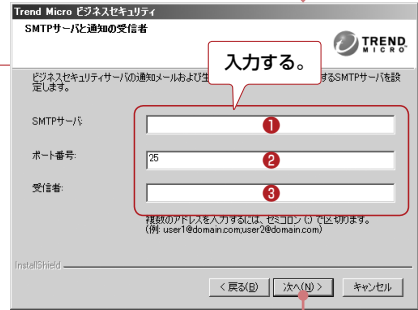 Trend Micro ビジネスセキュリティ
SMTPサーバと通知の受信者
TREND
MICRO
入力する。
ビジネスセキュリティサーバの通知メールおよび生
するSMTPサーバを設
定します。
SMTPサーバ:
❶
ポート番号:
25
❷
受信者:
❸
複数のアドレスを入力するには、セミコロン (;) で区切ります。
(例: user1@domain.com;user2@domain.com)
InstallShield
< 戻る(B)
次へ(N) >
キャンセル